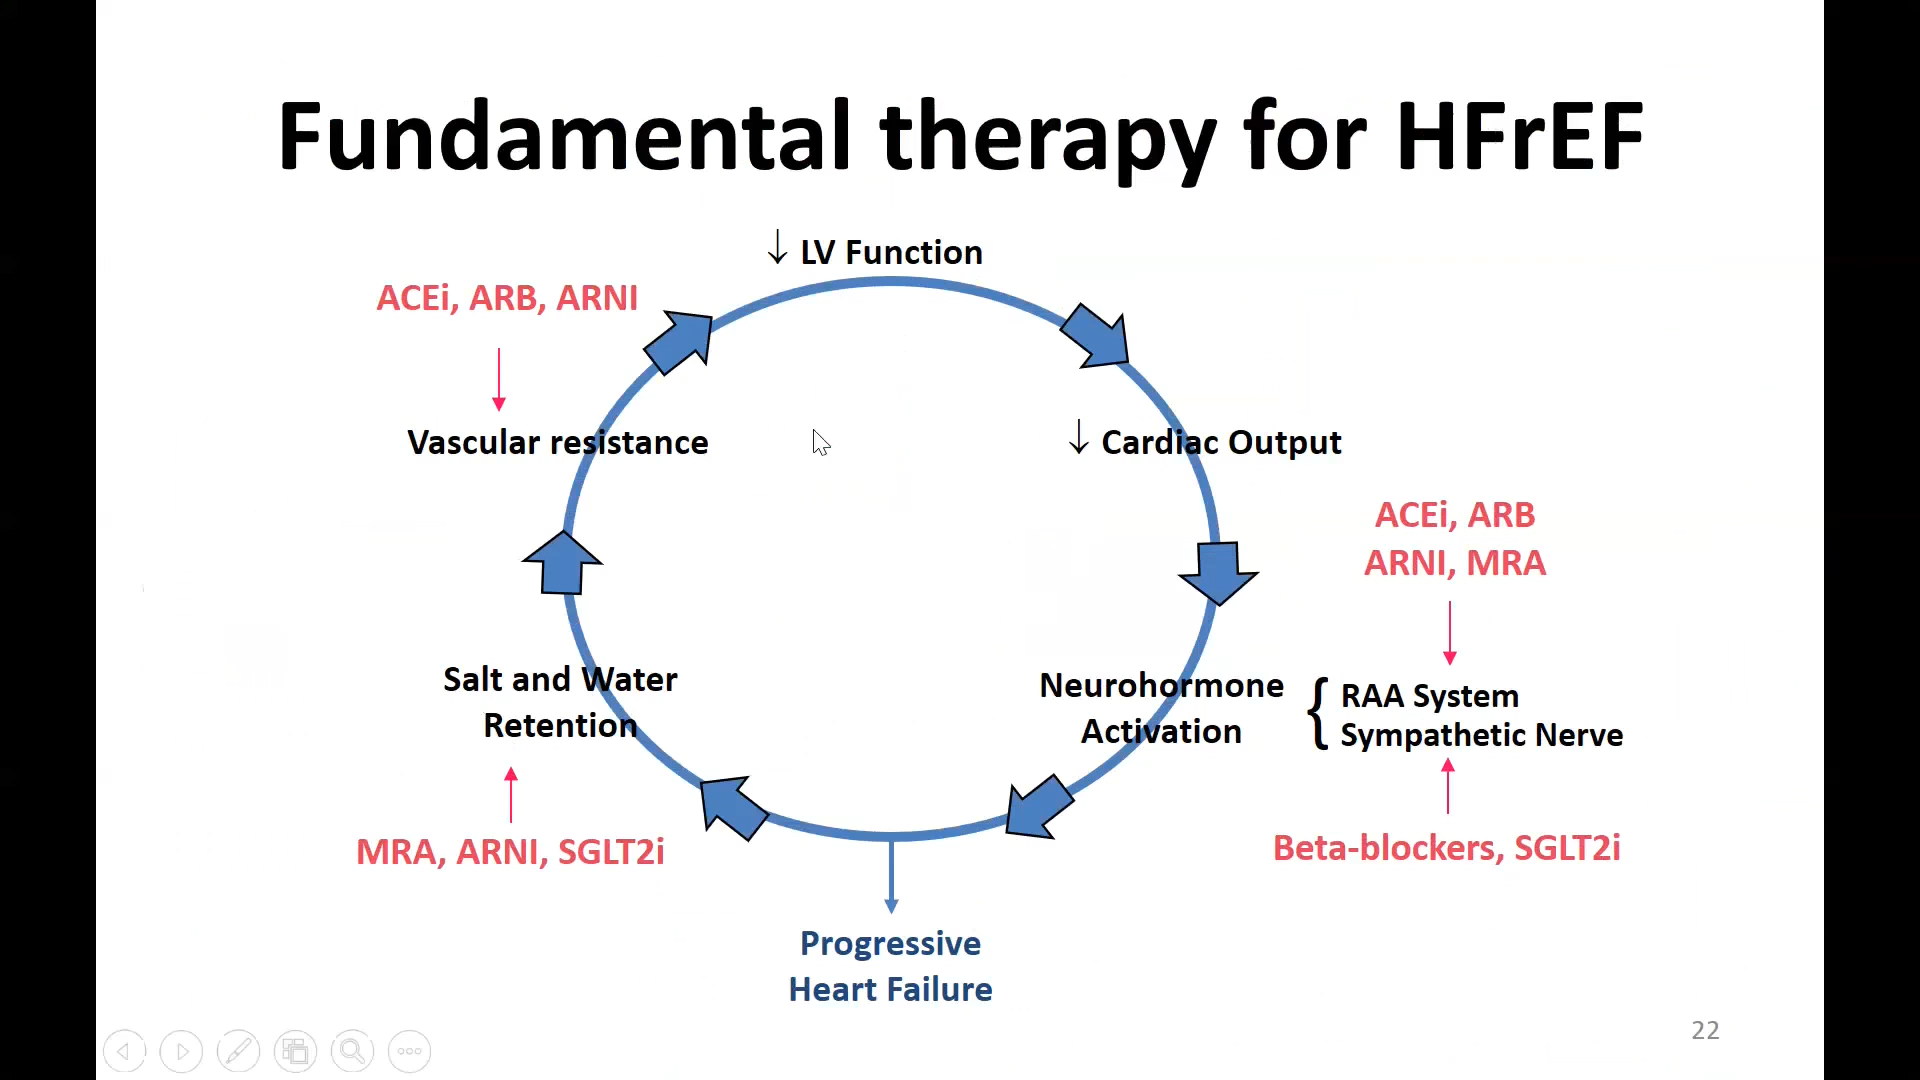 Fundamental therapy for HFrEF
↓ LV Function
ACEi, ARB, ARNI
Vascular resistance
↓ Cardiac Output
ACEi, ARB
ARNI, MRA
Salt and Water
Retention
Neurohormone
Activation
{ RAA System
Sympathetic Nerve
MRA, ARNI, SGLT2i
Beta-blockers, SGLT2i
Progressive
Heart Failure
22